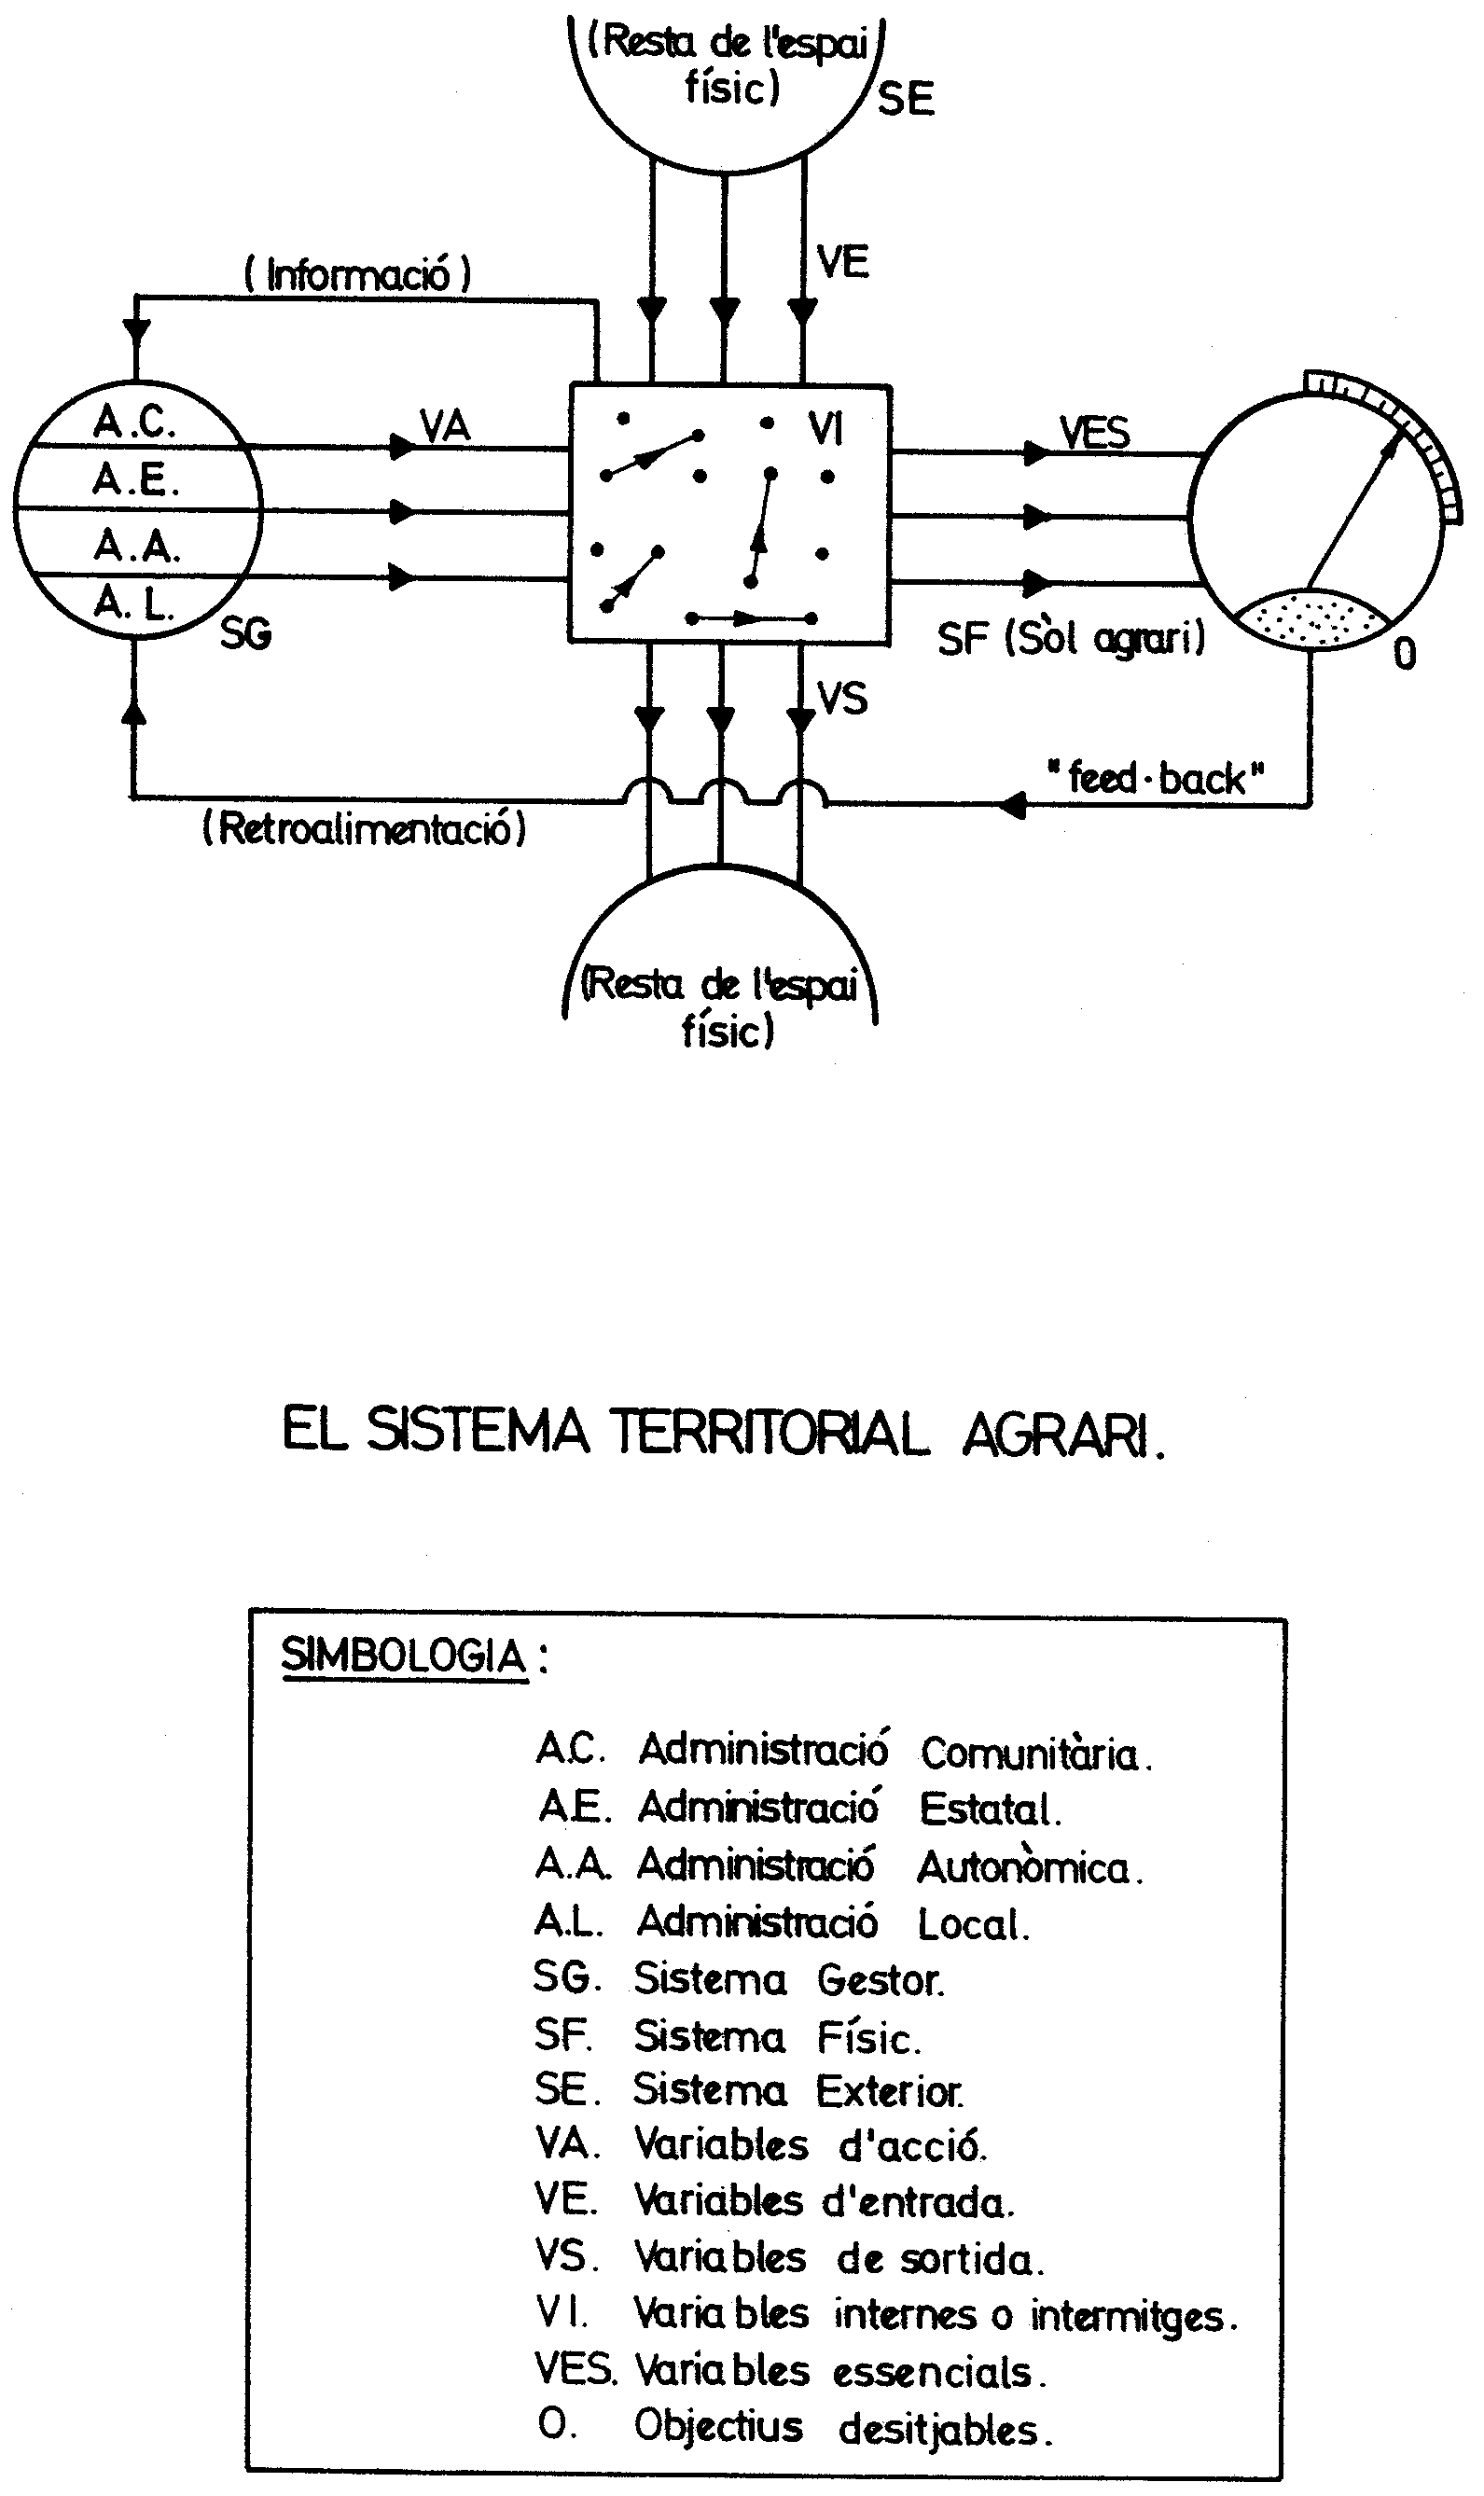 (Resta de l'espai
físic)
SE
VE
(Informació)
A.C.
A.E.
A.A.
A.L.
SG
VA
VI
VES
SF (Sòl agrari)
O
VS
"feed·back"
(Retroalimentació)
(Resta de l'espai
físic)
EL SISTEMA TERRITORIAL AGRARI.
SIMBOLOGIA:
A.C. Administració Comunitària.
A.E. Administració Estatal.
A.A. Administració Autonòmica.
A.L. Administració Local.
SG. Sistema Gestor.
SF. Sistema Físic.
SE. Sistema Exterior.
VA. Variables d'acció.
VE. Variables d'entrada.
VS. Variables de sortida.
VI. Variables internes o intermitges.
VES. Variables essencials.
O. Objectius desitjables.